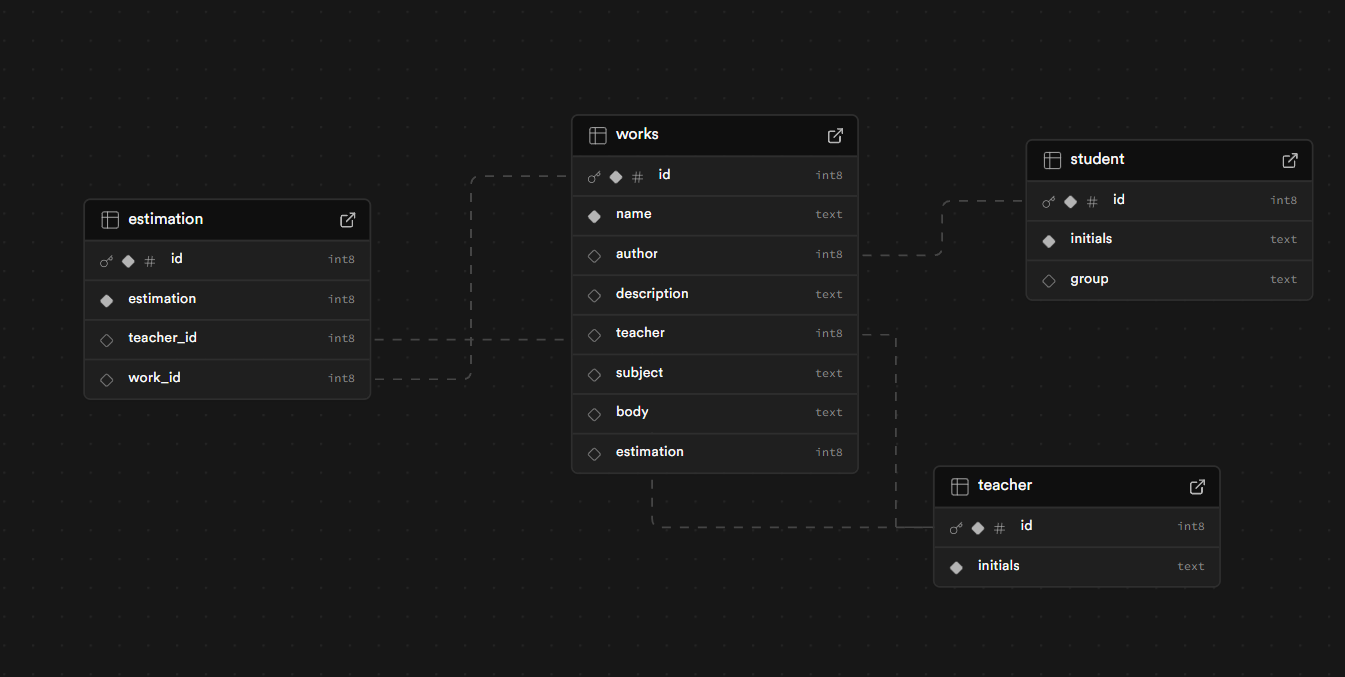 works
id int8
name text
author int8
description text
teacher int8
subject text
body text
estimation int8
student
id int8
initials text
group text
estimation
id int8
estimation int8
teacher_id int8
work_id int8
teacher
id int8
initials text